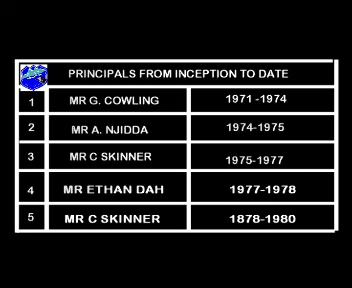 PRINCIPALS FROM INCEPTION TO DATE
1 MR G. COWLING 1971 -1974
2 MR A. NJIDDA 1974-1975
3 MR C SKINNER 1975-1977
4 MR ETHAN DAH 1977-1978
5 MR C SKINNER 1878-1980